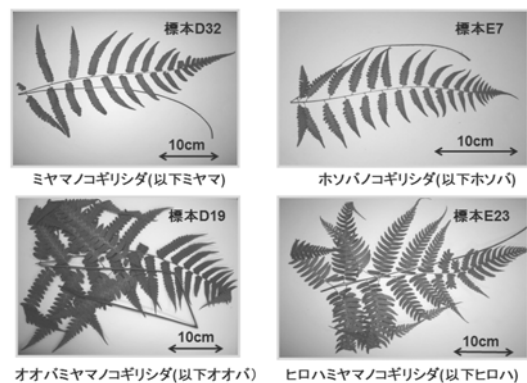 標本D32
10cm
ミヤマノコギリシダ(以下ミヤマ)
標本E7
10cm
ホソバノコギリシダ(以下ホソバ)
標本D19
10cm
オオバミヤマノコギリシダ(以下オオバ)
標本E23
10cm
ヒロハミヤマノコギリシダ(以下ヒロハ)